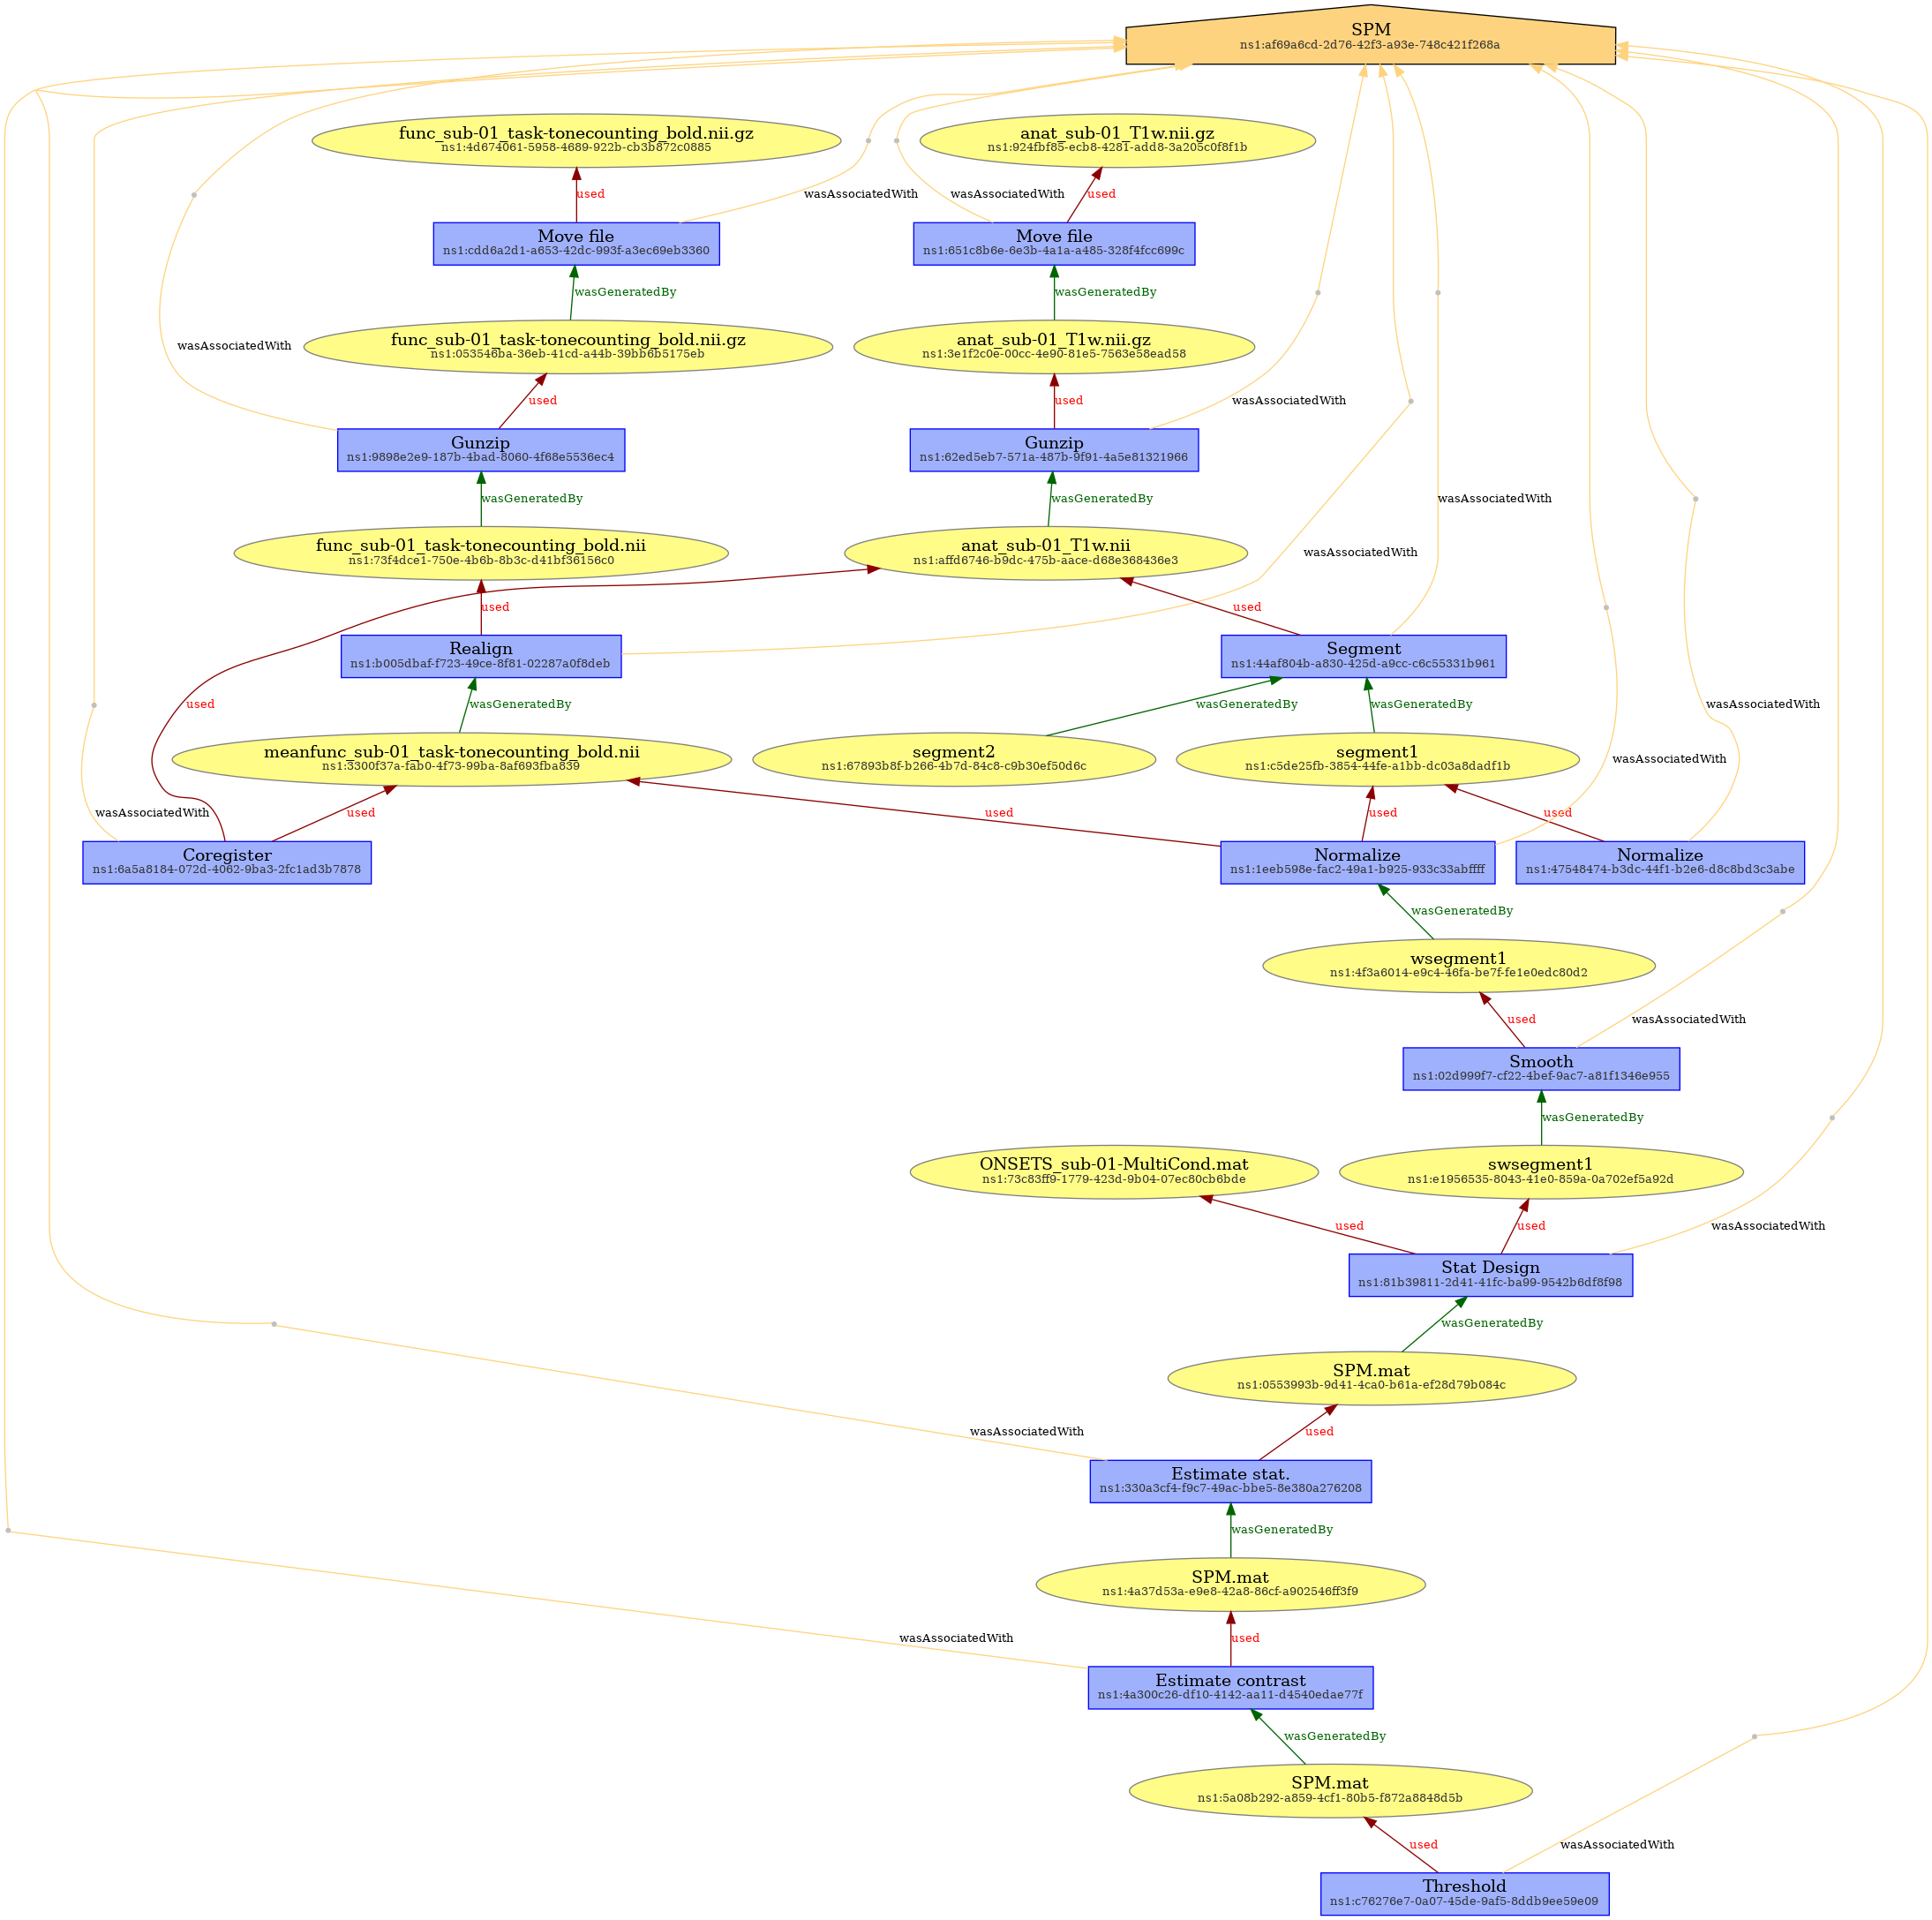 SPM
ns1:af69a6cd-2d76-42f3-a93e-748c421f268a
func_sub-01_task-tonecounting_bold.nii.gz
ns1:4d674061-5958-4689-922b-cb3b872c0885
anat_sub-01_T1w.nii.gz
ns1:924fbf85-ecb8-4281-add8-3a205c0f8f1b
used
wasAssociatedWith
wasAssociatedWith
used
Move file
ns1:cdd6a2d1-a653-42dc-993f-a3ec69eb3360
Move file
ns1:651c8b6e-6e3b-4a1a-a485-328f4fcc699c
wasGeneratedBy
wasGeneratedBy
wasAssociatedWith
func_sub-01_task-tonecounting_bold.nii.gz
ns1:053546ba-36eb-41cd-a44b-39bb6b5175eb
anat_sub-01_T1w.nii.gz
ns1:3e1f2c0e-00cc-4e90-81e5-7563e58ead58
used
used
wasAssociatedWith
Gunzip
ns1:9898e2e9-187b-4bad-8060-4f68e5536ec4
Gunzip
ns1:62ed5eb7-571a-487b-9f91-4a5e81321966
wasGeneratedBy
wasGeneratedBy
wasAssociatedWith
func_sub-01_task-tonecounting_bold.nii
ns1:73f4dce1-750e-4b6b-8b3c-d41bf36156c0
anat_sub-01_T1w.nii
ns1:affd6746-b9dc-475b-aace-d68e368436e3
wasAssociatedWith
used
used
Realign
ns1:b005dbaf-f723-49ce-8f81-02287a0f8deb
Segment
ns1:44af804b-a830-425d-a9cc-c6c55331b961
used
wasGeneratedBy
wasGeneratedBy
wasGeneratedBy
wasAssociatedWith
meanfunc_sub-01_task-tonecounting_bold.nii
ns1:3300f37a-fab0-4f73-99ba-8af693fba839
segment2
ns1:67893b8f-b266-4b7d-84c8-c9b30ef50d6c
segment1
ns1:c5de25fb-3854-44fe-a1bb-dc03a8dadf1b
wasAssociatedWith
wasAssociatedWith
used
used
used
used
Coregister
ns1:6a5a8184-072d-4062-9ba3-2fc1ad3b7878
Normalize
ns1:1eeb598e-fac2-49a1-b925-933c33abffff
Normalize
ns1:47548474-b3dc-44f1-b2e6-d8c8bd3c3abe
wasGeneratedBy
wsegment1
ns1:4f3a6014-e9c4-46fa-be7f-fe1e0edc80d2
used
wasAssociatedWith
Smooth
ns1:02d999f7-cf22-4bef-9ac7-a81f1346e955
wasGeneratedBy
ONSETS_sub-01-MultiCond.mat
ns1:73c83ff9-1779-423d-9b04-07ec80cb6bde
swsegment1
ns1:e1956535-8043-41e0-859a-0a702ef5a92d
used
used
wasAssociatedWith
Stat Design
ns1:81b39811-2d41-41fc-ba99-9542b6df8f98
wasGeneratedBy
SPM.mat
ns1:0553993b-9d41-4ca0-b61a-ef28d79b084c
wasAssociatedWith
used
Estimate stat.
ns1:330a3cf4-f9c7-49ac-bbe5-8e380a276208
wasGeneratedBy
SPM.mat
ns1:4a37d53a-e9e8-42a8-86cf-a902546ff3f9
wasAssociatedWith
used
Estimate contrast
ns1:4a300c26-df10-4142-aa11-d4540edae77f
wasGeneratedBy
SPM.mat
ns1:5a08b292-a859-4cf1-80b5-f872a8848d5b
used
wasAssociatedWith
Threshold
ns1:c76276e7-0a07-45de-9af5-8ddb9ee59e09